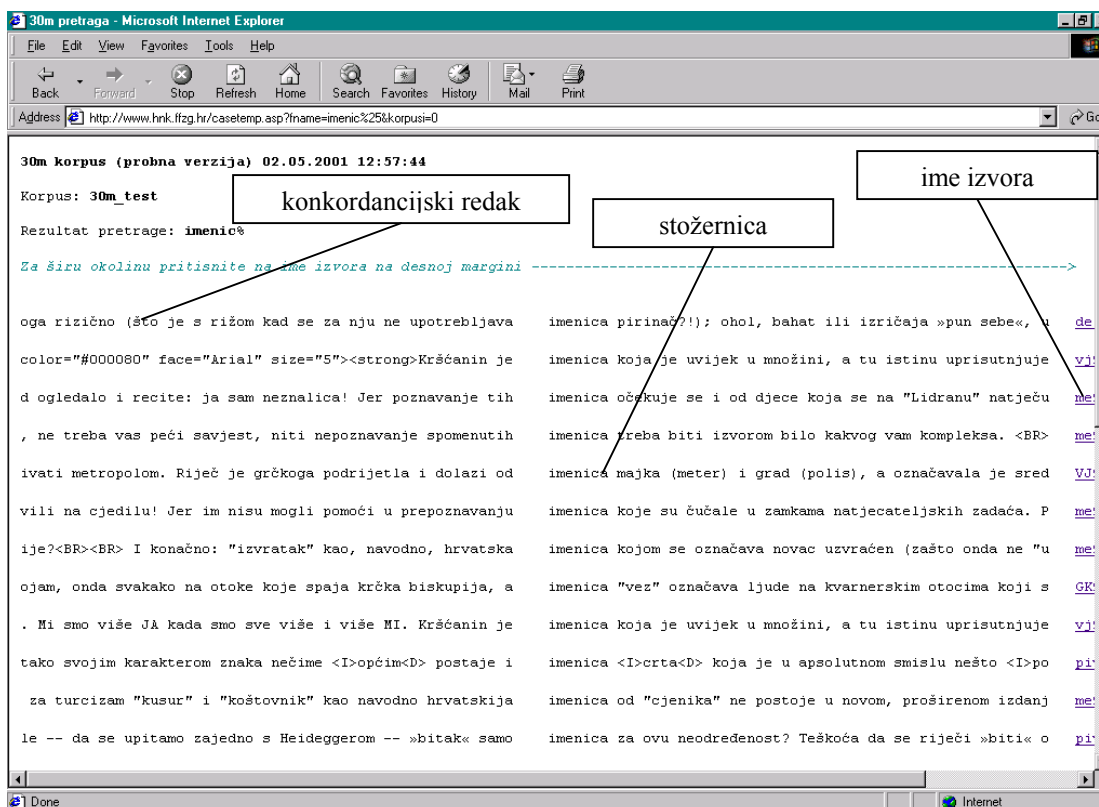 30m pretraga - Microsoft Internet Explorer
File Edit View Favorites Tools Help
Back Forward Stop Refresh Home Search Favorites History Mail Print
Address http://www.hnk.ffzg.hr/casetemp.asp?fname=imenic%25&korpusi=0 Go
30m korpus (probna verzija) 02.05.2001 12:57:44
ime izvora
Korpus: 30m_test
konkordancijski redak
stožernica
Rezultat pretrage: imenic%
Za širu okolinu pritisnite na ime izvora na desnoj margini ------------------------------------------------------------------>
oga rizično (što je s rižom kad se za nju ne upotrebljava imenica pirinač?!); ohol, bahat ili izričaja »pun sebe«, u de
color="#000080" face="Arial" size="5"><strong>Kršćanin je imenica koja je uvijek u množini, a tu istinu uprisutnjuje vjs
d ogledalo i recite: ja sam neznalica! Jer poznavanje tih imenica očekuje se i od djece koja se na "Lidranu" natječu mes
, ne treba vas peći savjest, niti nepoznavanje spomenutih imenica treba biti izvorom bilo kakvog vam kompleksa. <BR> mes
ivati metropolom. Riječ je grčkoga podrijetla i dolazi od imenica majka (meter) i grad (polis), a označavala je sred VJS
vili na cjedilu! Jer im nisu mogli pomoći u prepoznavanju imenica koje su čučale u zamkama natjecateljskih zadaća. P mes
ije?<BR><BR> I konačno: "izvratak" kao, navodno, hrvatska imenica kojom se označava novac uzvraćen (zašto onda ne "u mes
ojam, onda svakako na otoke koje spaja krčka biskupija, a imenica "vez" označava ljude na kvarnerskim otocima koji s GKS
. Mi smo više JA kada smo sve više i više MI. Kršćanin je imenica koja je uvijek u množini, a tu istinu uprisutnjuje vjs
tako svojim karakterom znaka nečime <I>općim<D> postaje i imenica <I>crta<D> koja je u apsolutnom smislu nešto <I>po piv
za turcizam "kusur" i "koštovnik" kao navodno hrvatskija imenica od "cjenika" ne postoje u novom, proširenom izdanj mes
le -- da se upitamo zajedno s Heideggerom -- »bitak« samo imenica za ovu neodređenost? Teškoća da se riječi »biti« o piv
Done Internet